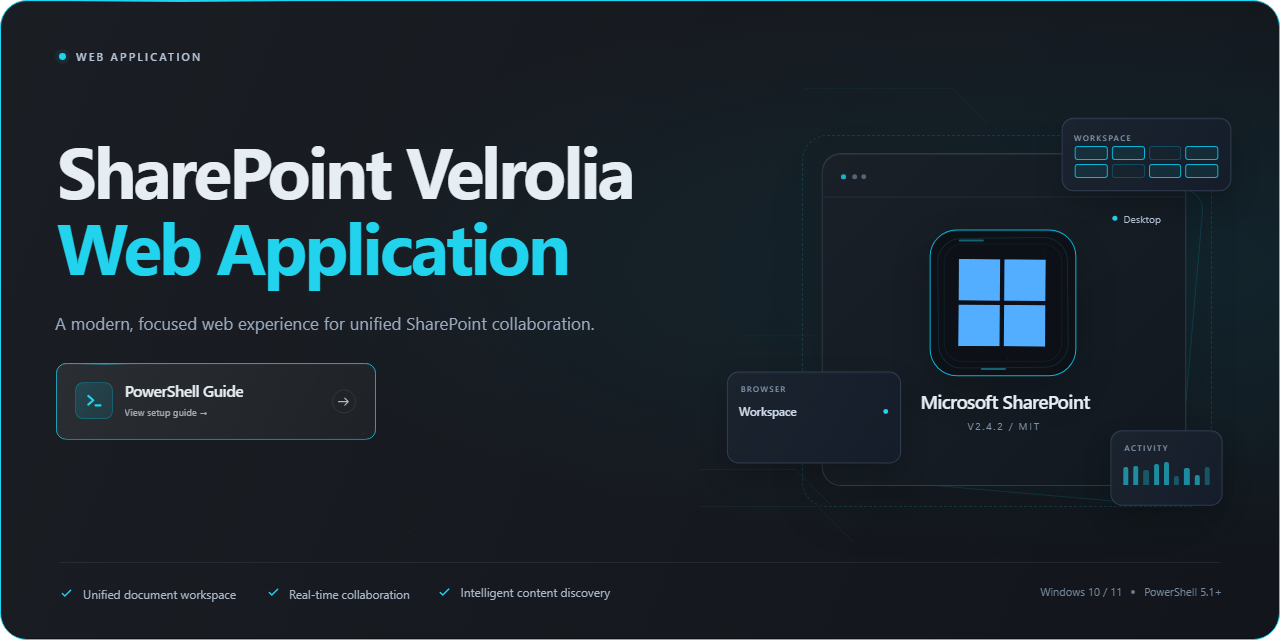 WEB APPLICATION
SharePoint Velrolia
Web Application
A modern, focused web experience for unified SharePoint collaboration.
PowerShell Guide
View setup guide →
WORKSPACE
Desktop
BROWSER
Workspace
Microsoft SharePoint
V2.4.2 / MIT
ACTIVITY
Unified document workspace
Real-time collaboration
Intelligent content discovery
Windows 10 / 11 • PowerShell 5.1+